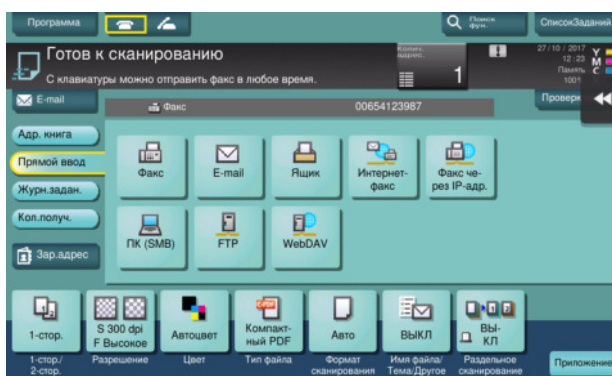 Программа
Поиск
фун.
СписокЗаданий
Готов к сканированию
С клавиатуры можно отправить факс в любое время.
Колич.
адрес.
1
27/10/2017
12:23
Память
100%
Y
M
C
E-mail
Факс
00654123987
Проверк
Адр. книга
Прямой ввод
Журн.задан.
Кол.получ.
Зар.адрес
Факс
E-mail
Ящик
Интернет-
факс
Факс че-
рез IP-адр.
ПК (SMB)
FTP
WebDAV
1-стор.
S 300 dpi
F Высокое
Автоцвет
Компакт-
ный PDF
Авто
ВЫКЛ
ВЫ-
КЛ
1-стор./
2-стор.
Разрешение
Цвет
Тип файла
Формат
сканирования
Имя файла/
Тема/Другое
Раздельное
сканирование
Приложение